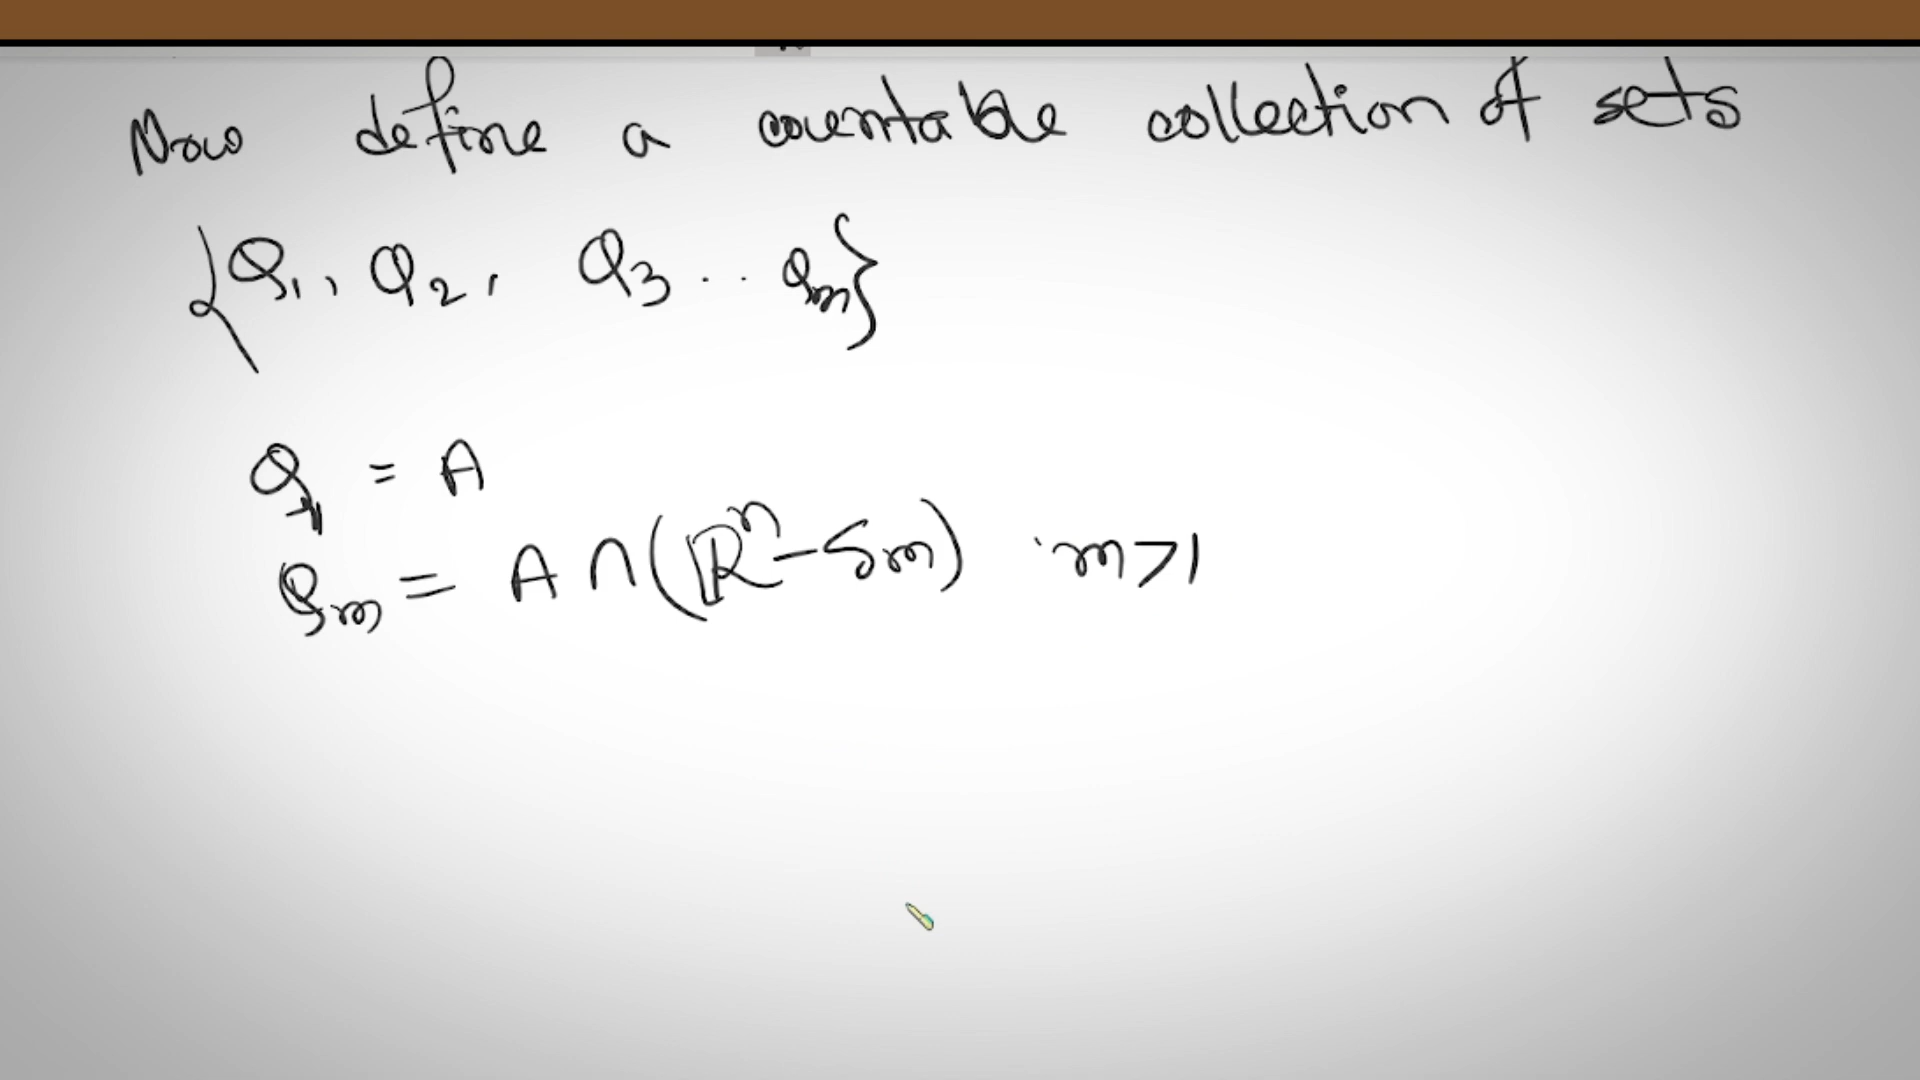 Now define a countable collection of sets
{Q₁, Q₂, Q₃ .. Qₘ}
Q₁ = A
Qₘ = A ∩ (ℝⁿ - Sₘ) m>1